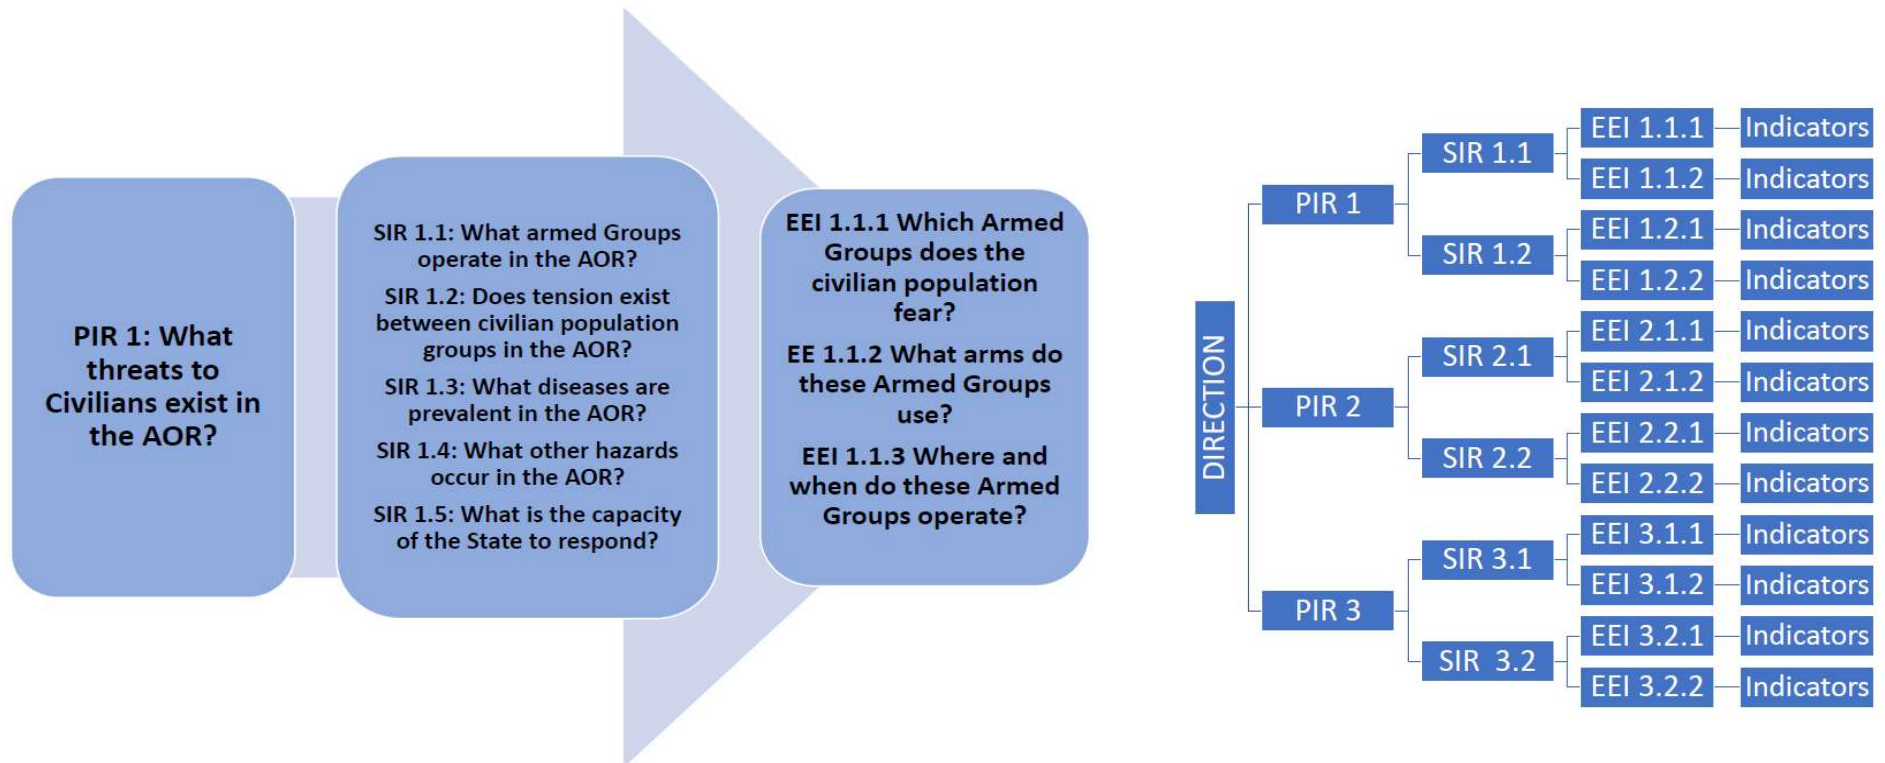 PIR 1: What
threats to
Civilians exist in
the AOR?
SIR 1.1: What armed Groups
operate in the AOR?
SIR 1.2: Does tension exist
between civilian population
groups in the AOR?
SIR 1.3: What diseases are
prevalent in the AOR?
SIR 1.4: What other hazards
occur in the AOR?
SIR 1.5: What is the capacity
of the State to respond?
EEI 1.1.1 Which Armed
Groups does the
civilian population
fear?
EE 1.1.2 What arms do
these Armed Groups
use?
EEI 1.1.3 Where and
when do these Armed
Groups operate?
DIRECTION
PIR 1
SIR 1.1
EEI 1.1.1
Indicators
EEI 1.1.2
Indicators
SIR 1.2
EEI 1.2.1
Indicators
EEI 1.2.2
Indicators
PIR 2
SIR 2.1
EEI 2.1.1
Indicators
EEI 2.1.2
Indicators
SIR 2.2
EEI 2.2.1
Indicators
EEI 2.2.2
Indicators
PIR 3
SIR 3.1
EEI 3.1.1
Indicators
EEI 3.1.2
Indicators
SIR 3.2
EEI 3.2.1
Indicators
EEI 3.2.2
Indicators